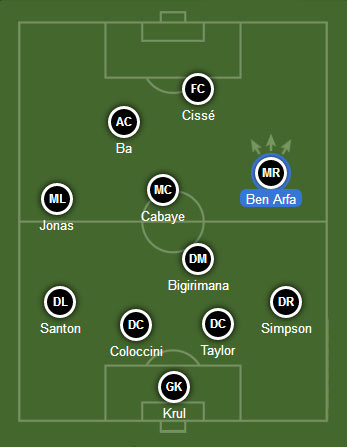 FC
Cissé
AC
Ba
MR
Ben Arfa
ML
Jonas
MC
Cabaye
DM
Bigirimana
DL
Santon
DR
Simpson
DC
Coloccini
DC
Taylor
GK
Krul